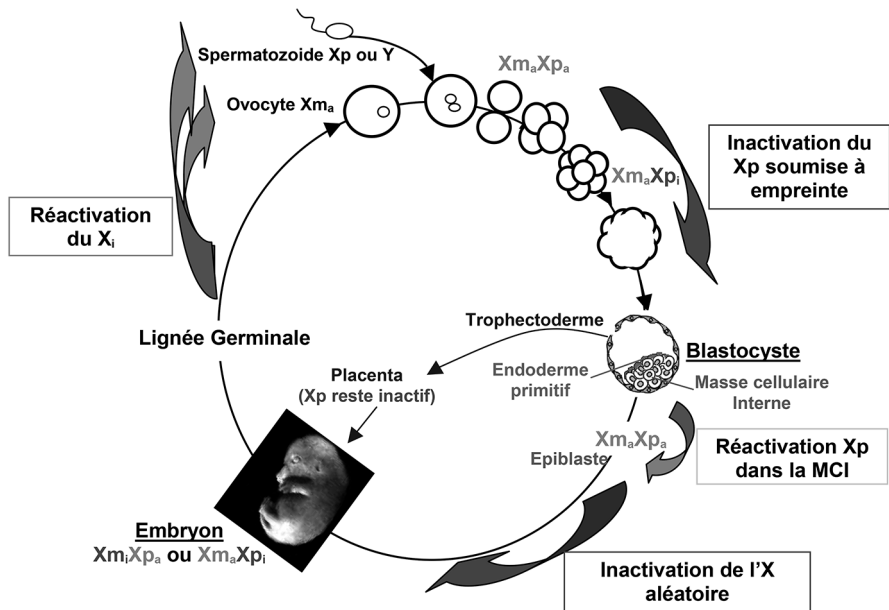 Spermatozoide Xp ou Y
Ovocyte Xmₐ
XmₐXpₐ
XmₐXpᵢ
Inactivation du
Xp soumise à
empreinte
Réactivation
du Xᵢ
Lignée Germinale
Trophectoderme
Blastocyste
Endoderme
primitif
Masse cellulaire
Interne
Placenta
(Xp reste inactif)
XmₐXpₐ
Epiblaste
Réactivation Xp
dans la MCI
Embryon
XmᵢXpₐ ou XmₐXpᵢ
Inactivation de l'X
aléatoire